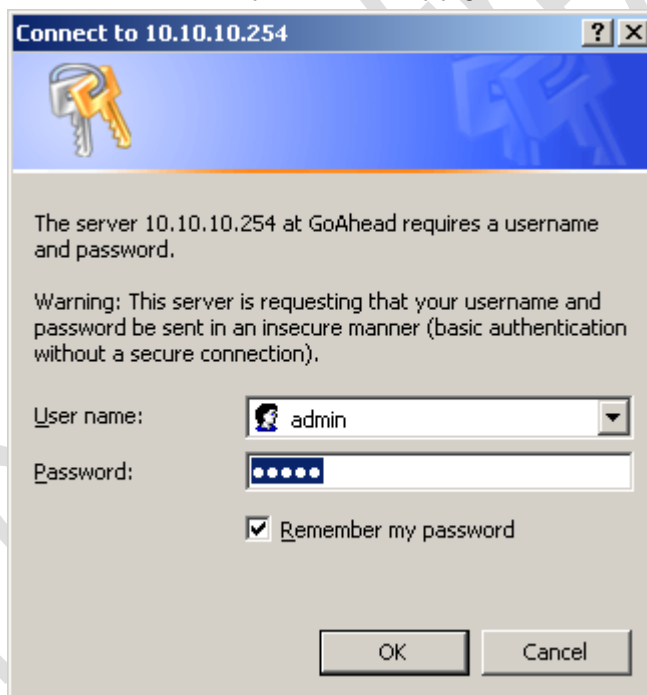 Connect to 10.10.10.254
The server 10.10.10.254 at GoAhead requires a username
and password.
Warning: This server is requesting that your username and
password be sent in an insecure manner (basic authentication
without a secure connection).
User name:
admin
Password:
•••••
Remember my password
OK
Cancel